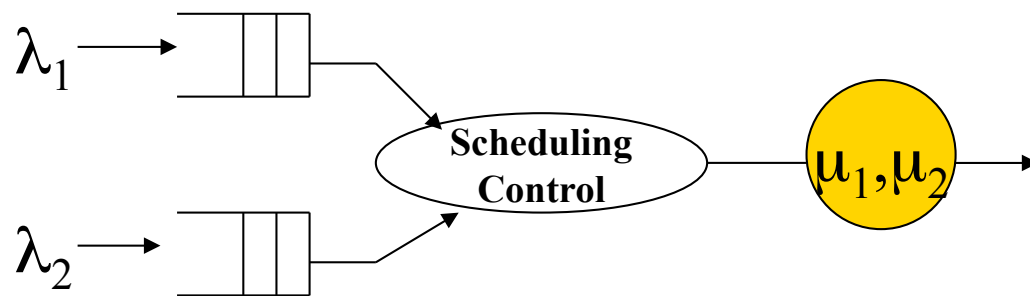 λ₁
Scheduling
Control
μ₁,μ₂
λ₂